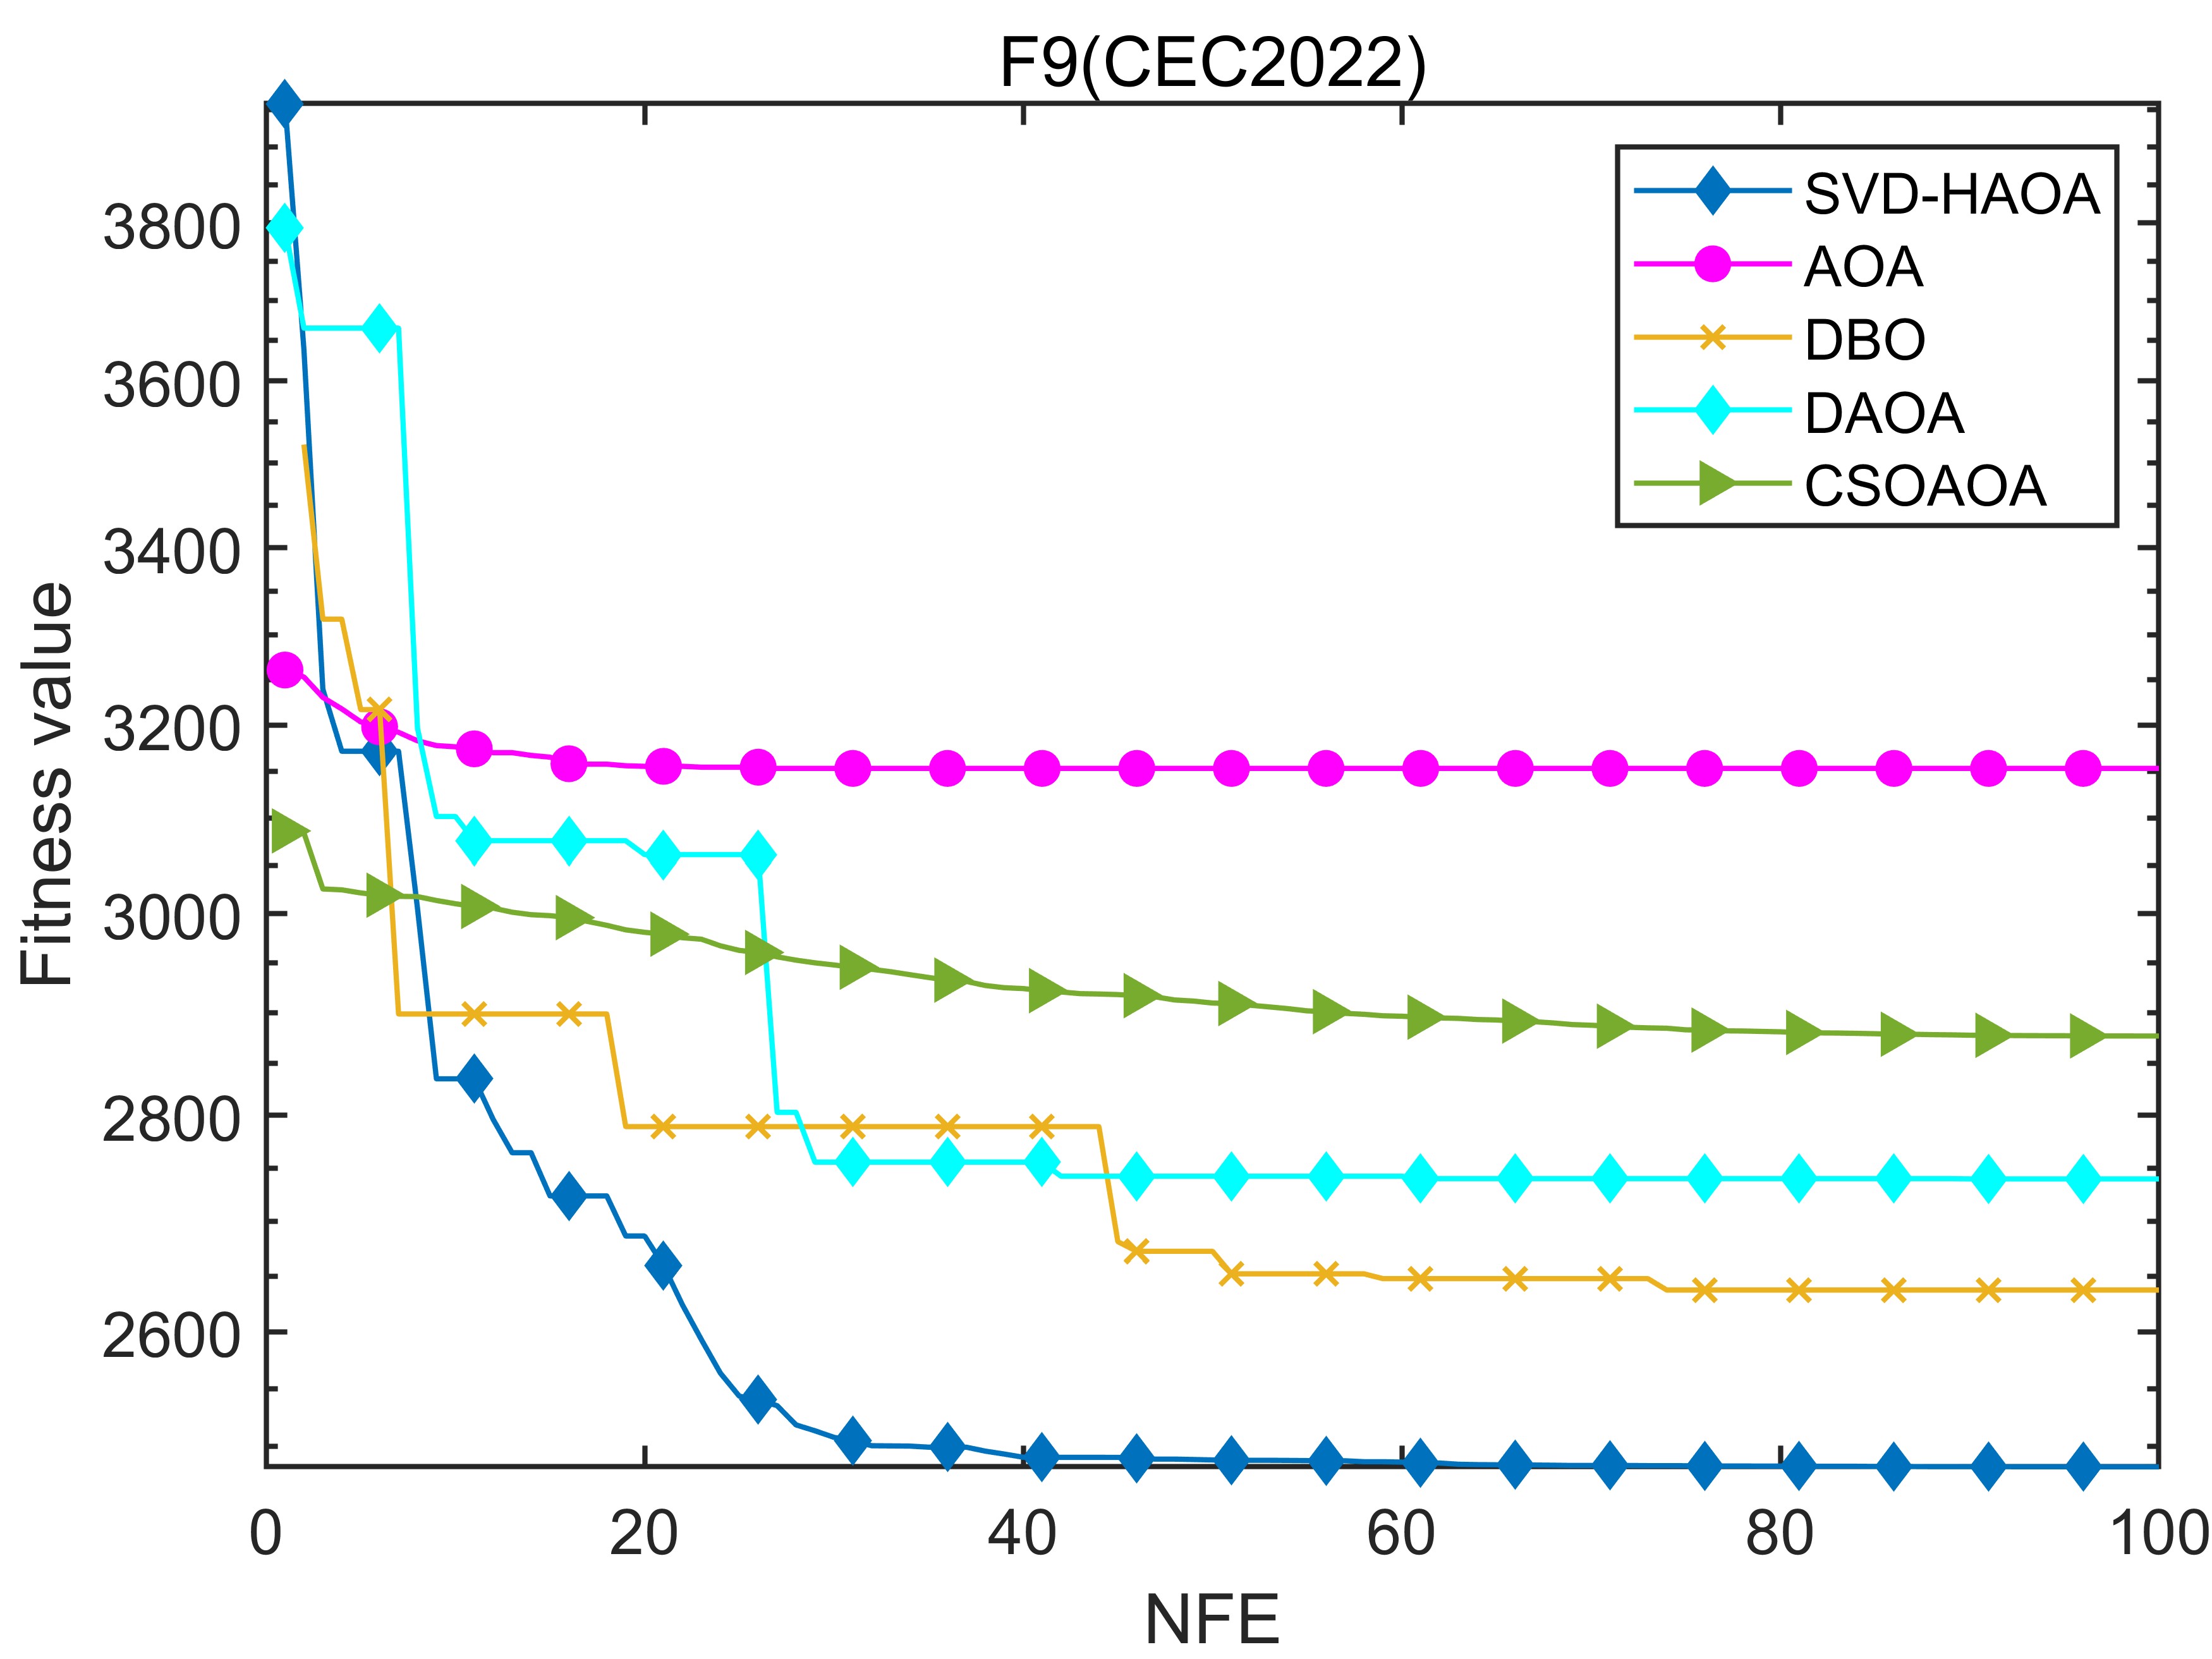 F9(CEC2022)
Fitness value
3800
3600
3400
3200
3000
2800
2600
SVD-HAOA
AOA
DBO
DAOA
CSOAOA
0 20 40 60 80 100
NFE